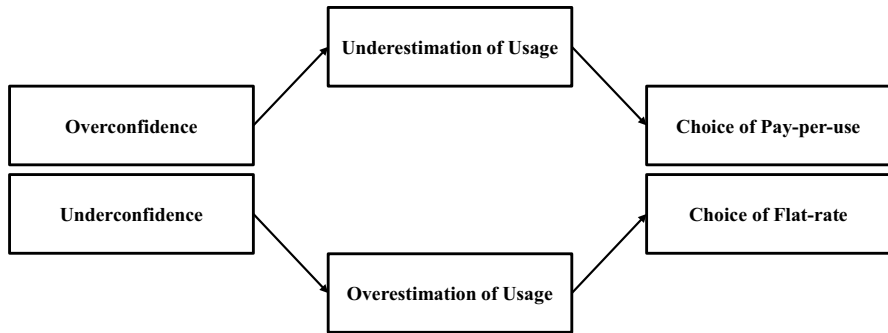 Underestimation of Usage
Overconfidence
Choice of Pay-per-use
Underconfidence
Choice of Flat-rate
Overestimation of Usage